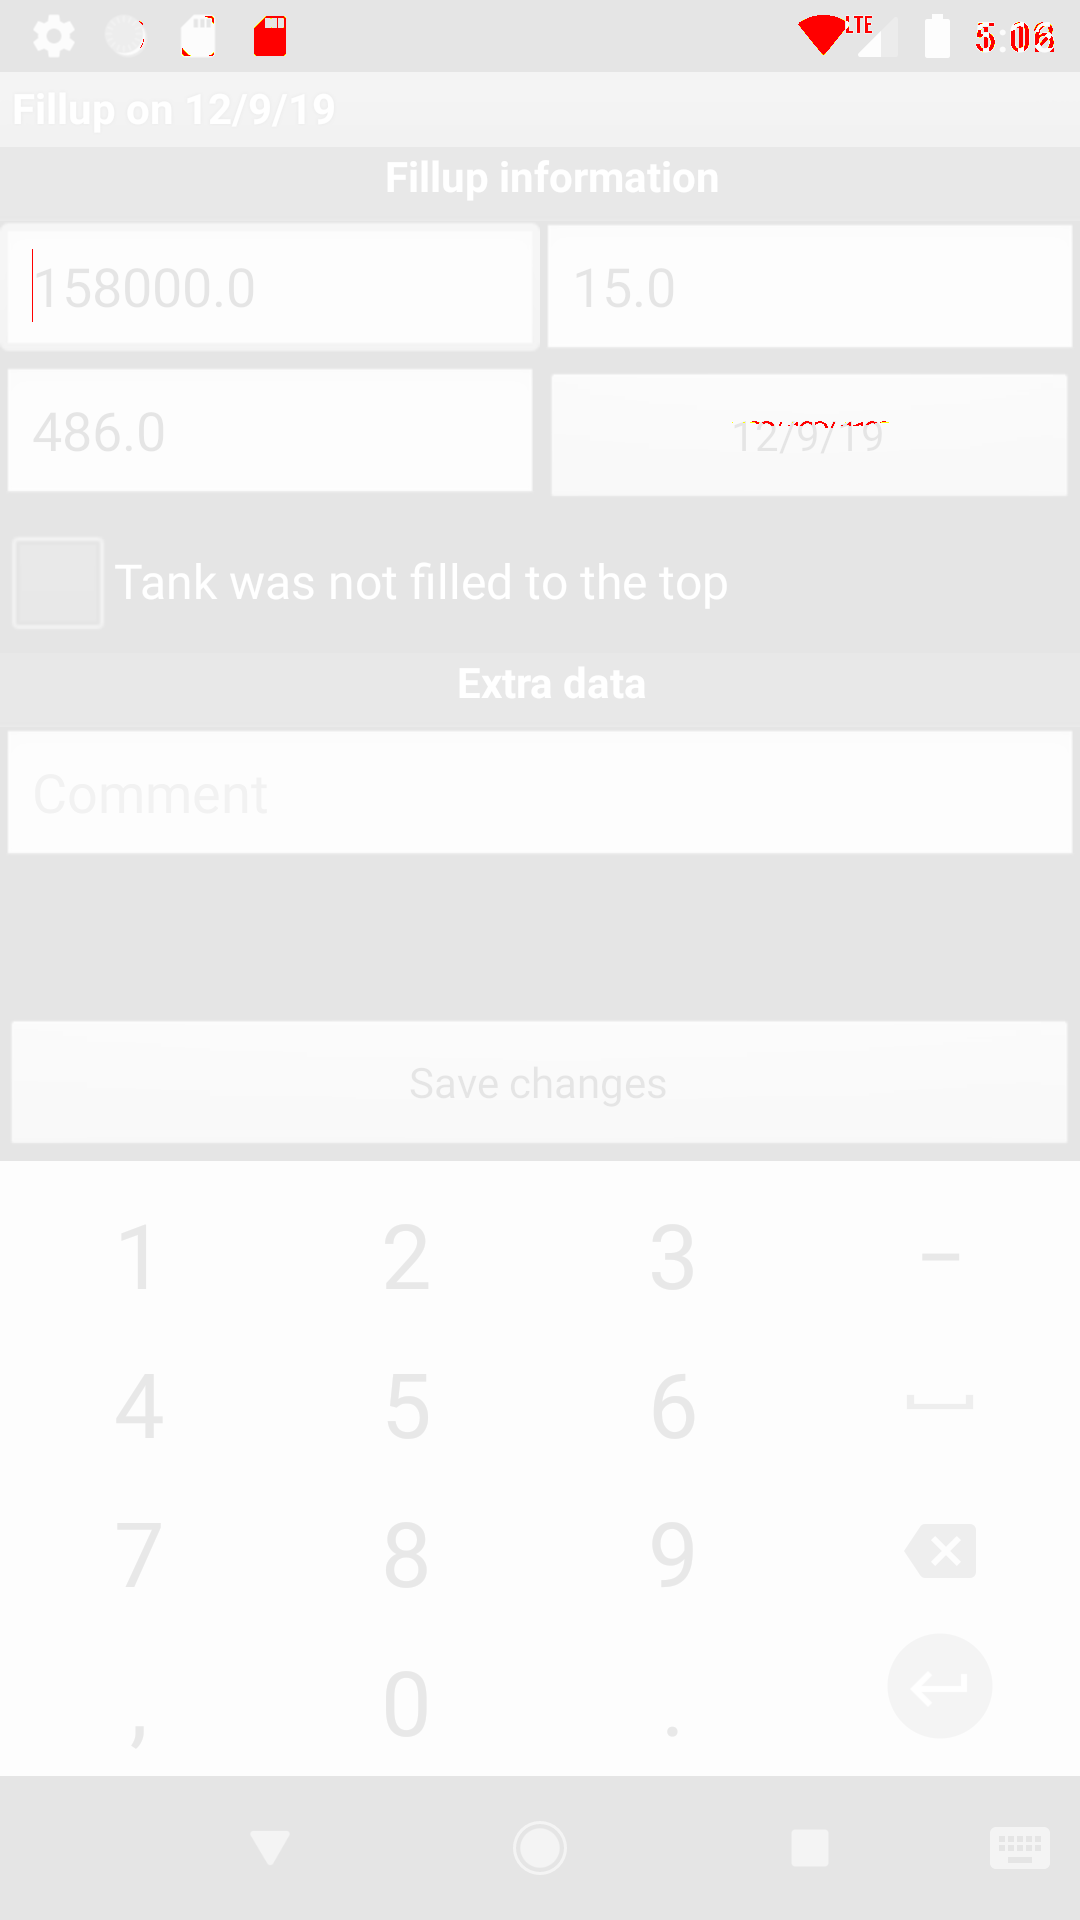 LTE
Fillup on 12/9/19
Fillup information
158000.0 15.0
486.0 12/9/19
Tank was not filled to the top
Extra data
Comment
Save changes
1 2 3 –
4 5 6
7 8 9
, 0 .